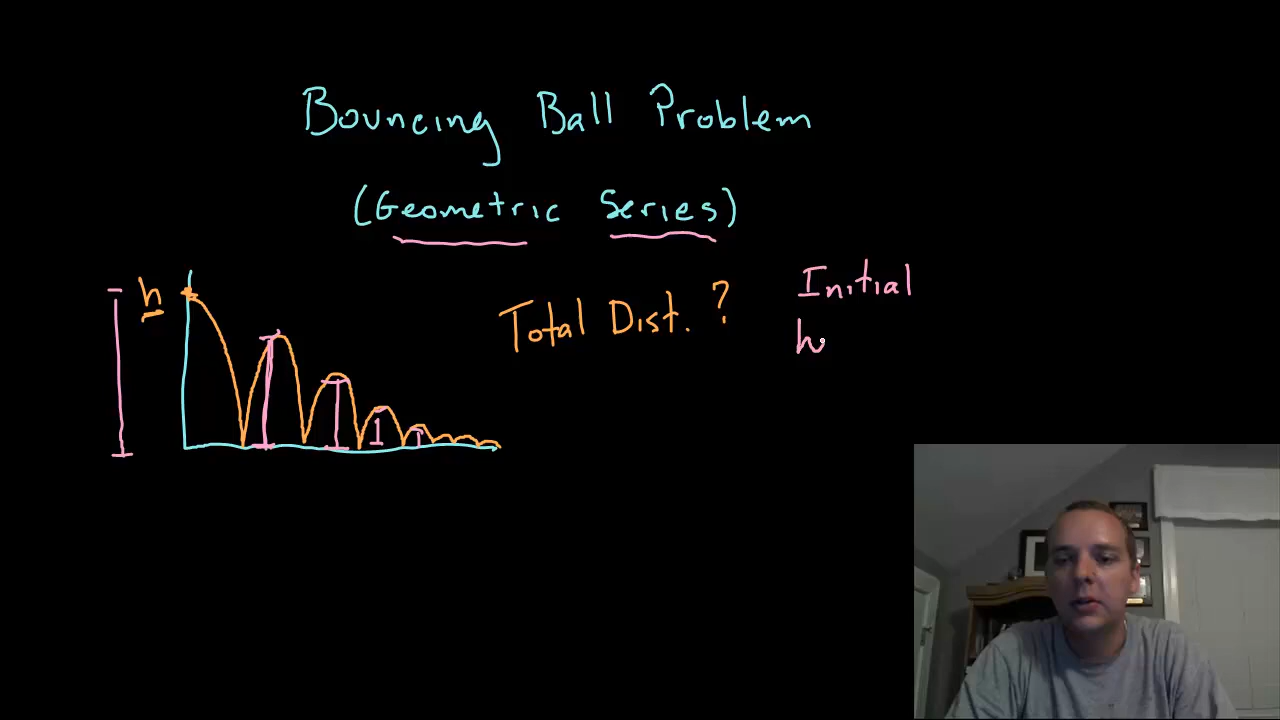 Bouncing Ball Problem
(Geometric Series)
h
Total Dist. ?
Initial
h